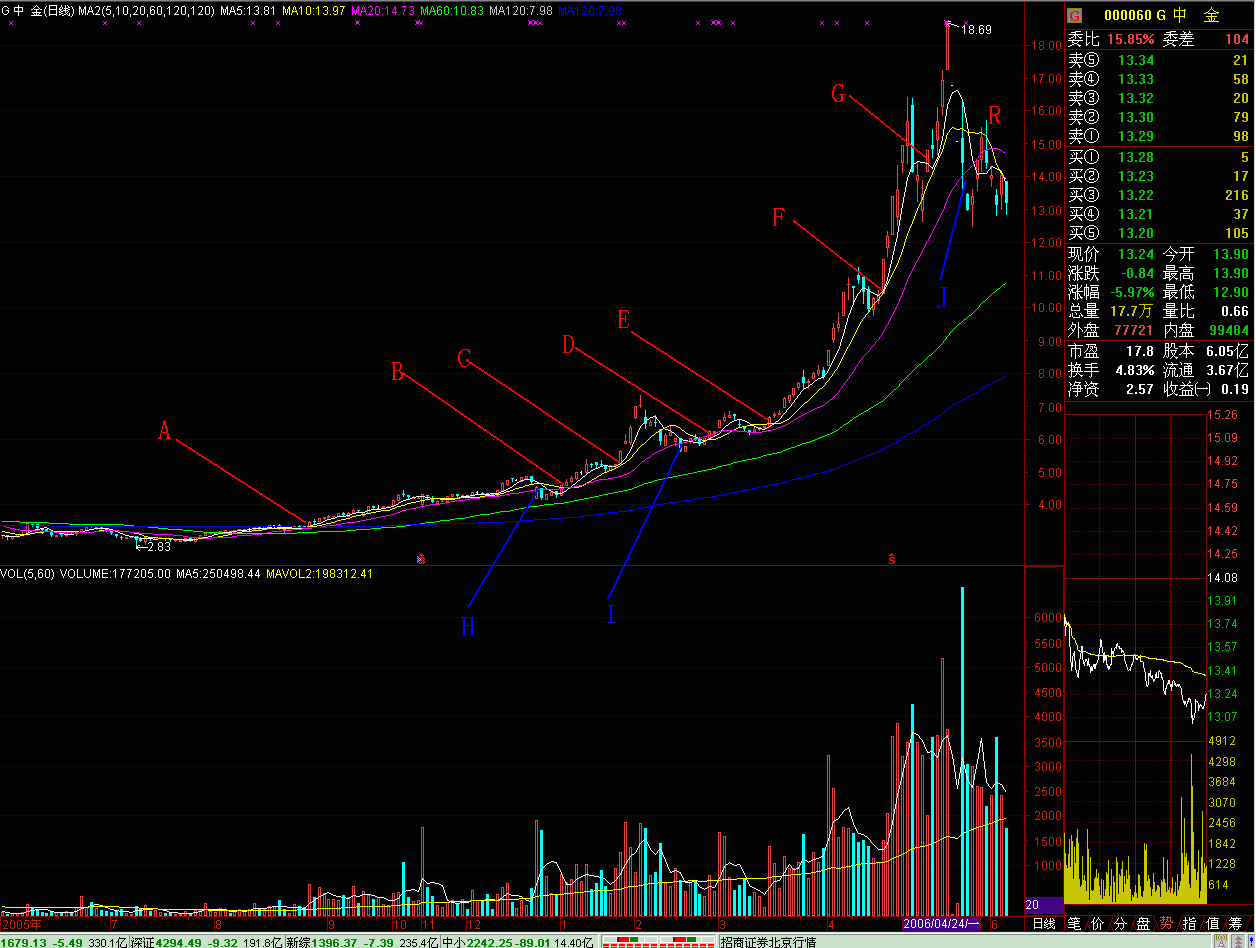 G 中 金(日线) MA2(5,10,20,60,120,120) MA5:13.81 MA10:13.97 MA20:14.73 MA60:10.83 MA120:7.98 MA120:7.98
18.69
G
R
F
J
E
D
C
B
A
2.83
H
I
18.00
17.00
16.00
15.00
14.00
13.00
12.00
11.00
10.00
9.00
8.00
7.00
6.00
5.00
4.00
VOL(5,60) VOLUME:177205.00 MA5:250498.44 MAVOL2:198312.41
6000
5500
5000
4500
4000
3500
3000
2500
2000
1500
1000
20
2005年 7 8 9 10 11 12 1 2 3 4 2006/04/24/一 6 日线
G 000060 G 中 金
委比 15.85% 委差 104
卖⑤ 13.34 21
卖④ 13.33 58
卖③ 13.32 20
卖② 13.30 79
卖① 13.29 98
买① 13.28 5
买② 13.23 17
买③ 13.22 216
买④ 13.21 37
买⑤ 13.20 105
现价 13.24 今开 13.90
涨跌 -0.84 最高 13.90
涨幅 -5.97% 最低 12.90
总量 17.7万 量比 0.66
外盘 77721 内盘 99484
市盈 17.8 股本 6.05亿
换手 4.83% 流通 3.67亿
净资 2.57 收益㈠ 0.19
15.26
15.09
14.92
14.75
14.59
14.42
14.25
14.08
13.91
13.74
13.57
13.41
13.24
13.07
4912
4298
3684
3070
2456
1842
1228
614
笔 价 分 盘 势 指 值 筹
1679.13 -5.49 330.1亿 深证 4294.49 -9.32 191.8亿 新综 1396.37 -7.39 235.4亿 中小 2242.25 -89.01 14.40亿 招商证券北京行情